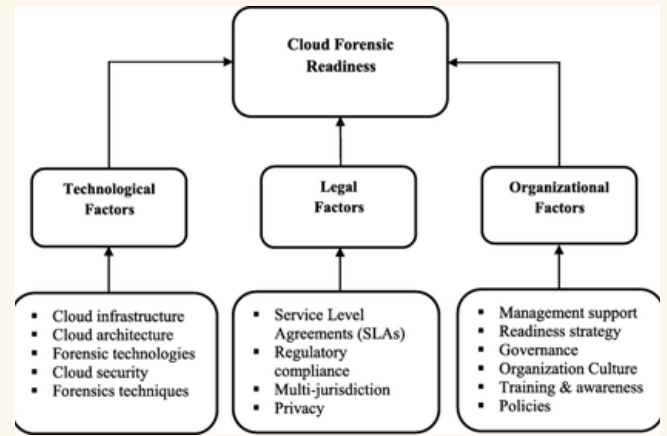 Cloud Forensic
Readiness
Technological
Factors
Legal
Factors
Organizational
Factors
▪ Cloud infrastructure
▪ Cloud architecture
▪ Forensic technologies
▪ Cloud security
▪ Forensics techniques
▪ Service Level
Agreements (SLAs)
▪ Regulatory
compliance
▪ Multi-jurisdiction
▪ Privacy
▪ Management support
▪ Readiness strategy
▪ Governance
▪ Organization Culture
▪ Training & awareness
▪ Policies